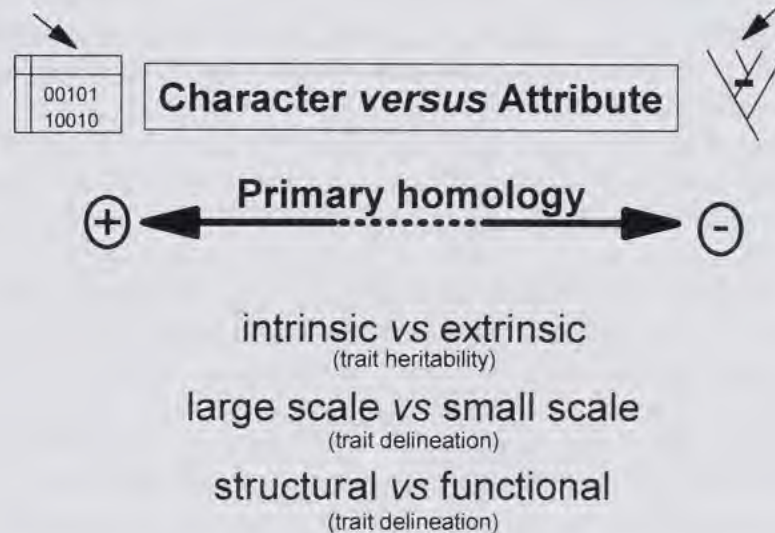 00101
10010
Character versus Attribute
Primary homology
+
-
intrinsic vs extrinsic
(trait heritability)
large scale vs small scale
(trait delineation)
structural vs functional
(trait delineation)